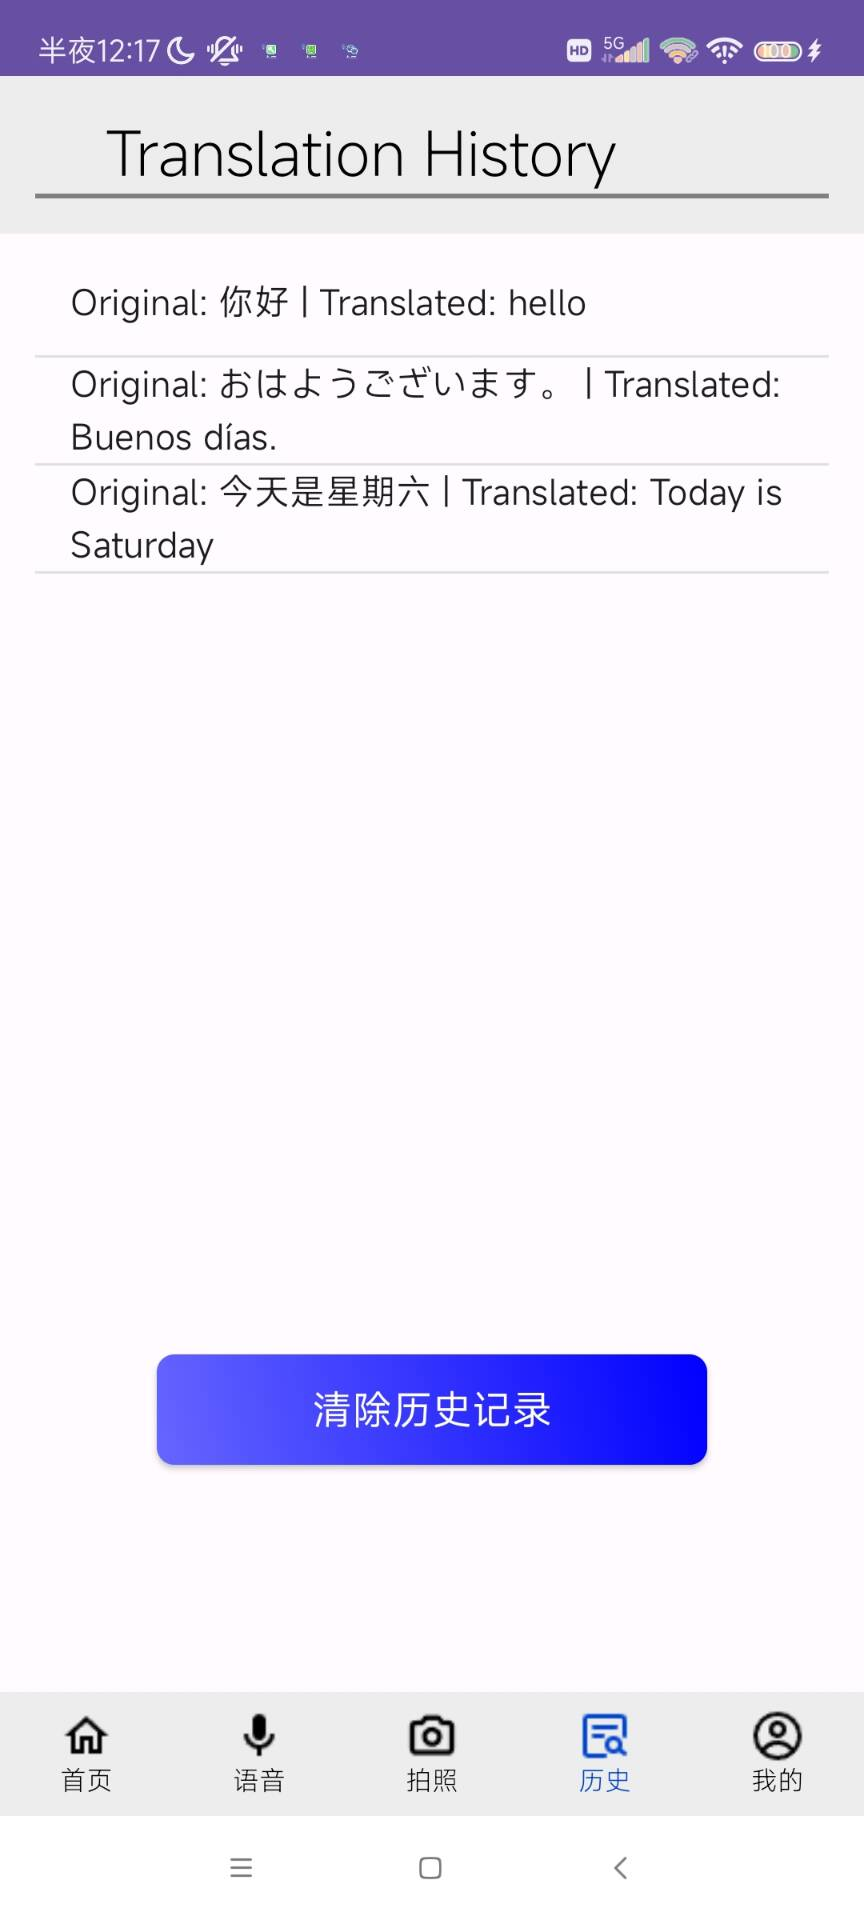 半夜12:17
HD 5G 100
Translation History
Original: 你好 | Translated: hello
Original: おはようございます。 | Translated:
Buenos días.
Original: 今天是星期六 | Translated: Today is
Saturday
清除历史记录
首页 语音 拍照 历史 我的